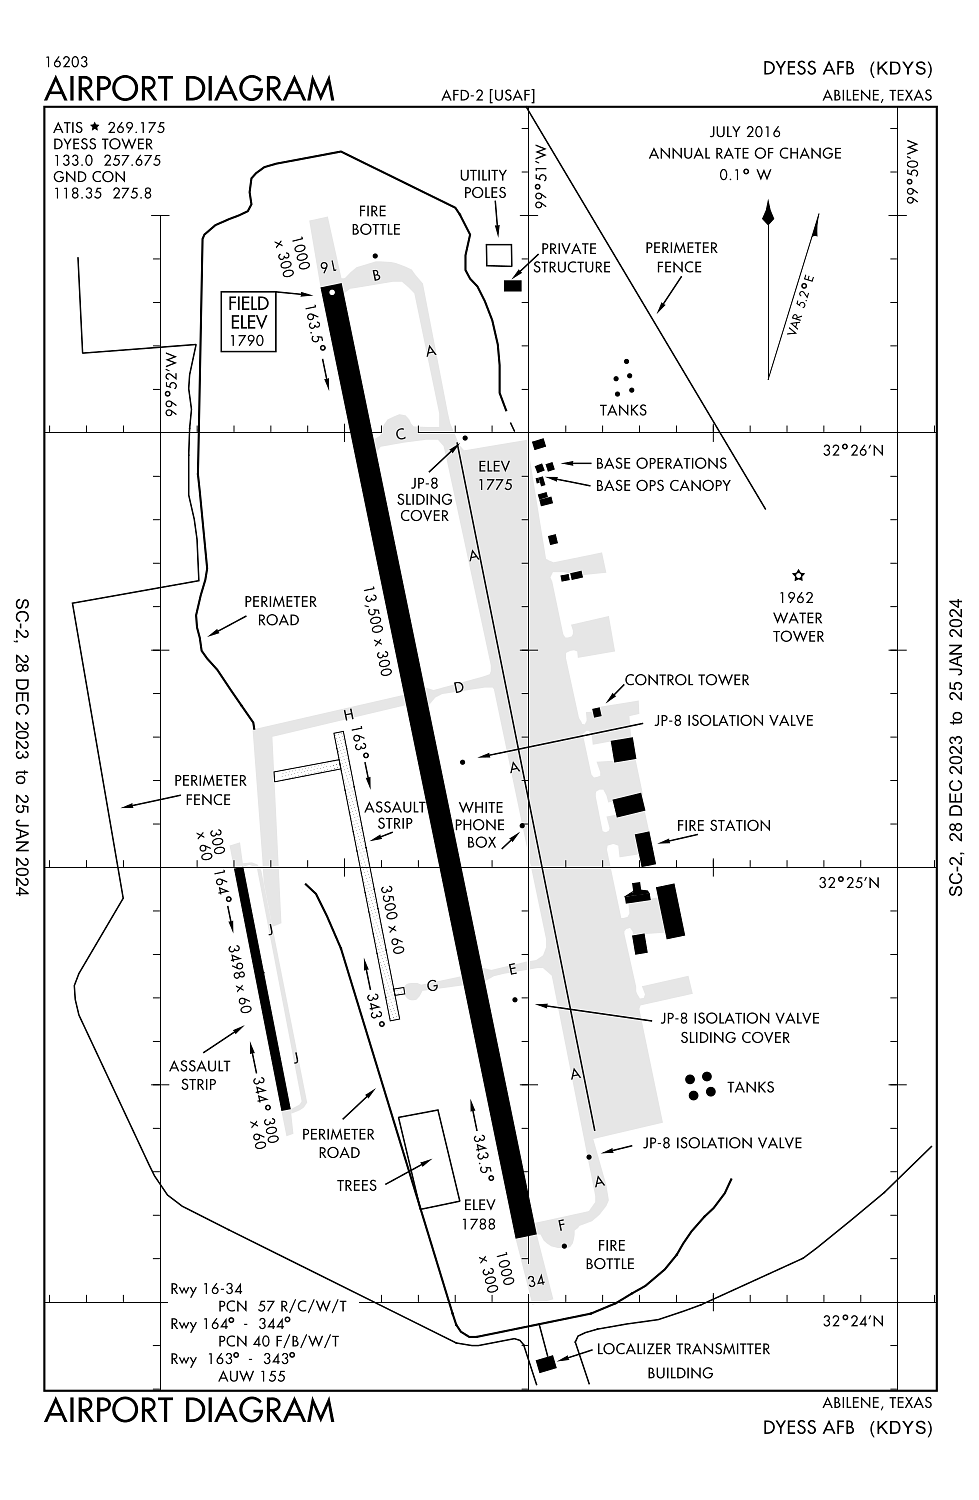 16203
AIRPORT DIAGRAM
AFD-2 [USAF]
DYESS AFB (KDYS)
ABILENE, TEXAS
ATIS ★ 269.175
DYESS TOWER
133.0 257.675
GND CON
118.35 275.8
JULY 2016
ANNUAL RATE OF CHANGE
0.1° W
VAR 5.2°E
99°51'W
99°50'W
99°52'W
UTILITY
POLES
FIRE
BOTTLE
PRIVATE
STRUCTURE
PERIMETER
FENCE
1000
x 300
16
B
FIELD
ELEV
1790
163.5°
A
TANKS
C
32°26'N
ELEV
1775
BASE OPERATIONS
BASE OPS CANOPY
JP-8
SLIDING
COVER
A
1962
WATER
TOWER
PERIMETER
ROAD
13,500 x 300
CONTROL TOWER
D
H
JP-8 ISOLATION VALVE
163°
A
PERIMETER
FENCE
ASSAULT
STRIP
WHITE
PHONE
BOX
FIRE STATION
300
x 60
32°25'N
164°
3500 x 60
J
3498 x 60
E
G
343°
JP-8 ISOLATION VALVE
SLIDING COVER
ASSAULT
STRIP
J
A
TANKS
344°
300
x 60
PERIMETER
ROAD
343.5°
JP-8 ISOLATION VALVE
TREES
A
ELEV
1788
F
FIRE
BOTTLE
1000
x 300
34
Rwy 16-34
PCN 57 R/C/W/T
Rwy 164° - 344°
PCN 40 F/B/W/T
Rwy 163° - 343°
AUW 155
32°24'N
LOCALIZER TRANSMITTER
BUILDING
SC-2, 28 DEC 2023 to 25 JAN 2024
SC-2, 28 DEC 2023 to 25 JAN 2024
AIRPORT DIAGRAM
ABILENE, TEXAS
DYESS AFB (KDYS)